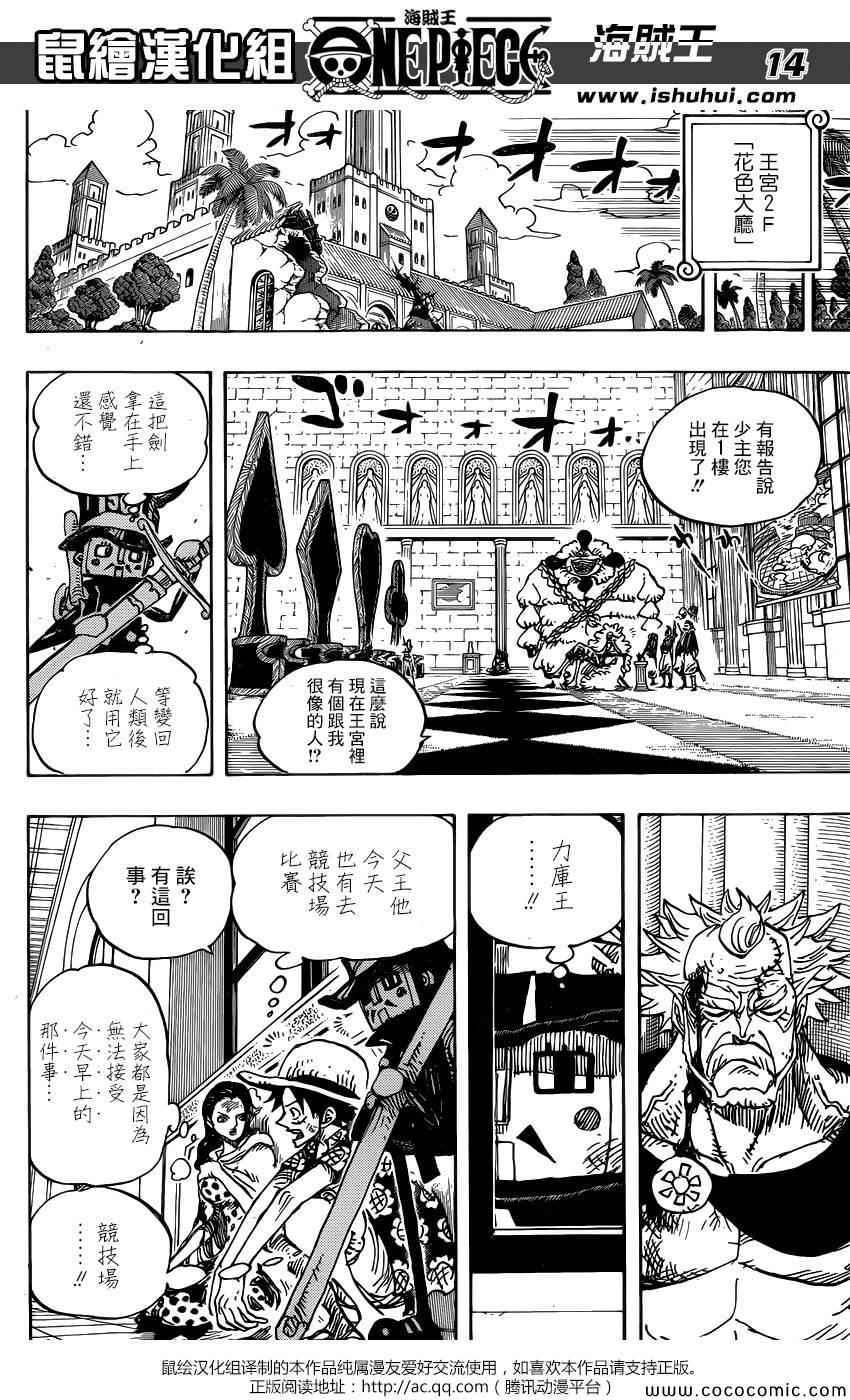 鼠繪漢化組
海賊王
ONE PIECE
海賊王
14
www.ishuhui.com
王宮2F
「花色大廳」
オオオオ
有報告說
少主您
在1樓
出現了!!
這麼說
現在王宮裡
有個跟我
很像的人!?
這把劍
拿在手上
感覺
還不錯…
等變回
人類後
就用它
好了…
力庫王
……!!
父王他
今天
也有去
競技場
比賽
誒?
有這回
事?
大家都是因為
無法接受
今天早上的
那件事…
競技場
……!!
鼠绘汉化组译制的本作品纯属漫友爱好交流使用，如喜欢本作品请支持正版。
正版阅读地址：http://ac.qq.com（腾讯动漫平台）
www.cococomic.com